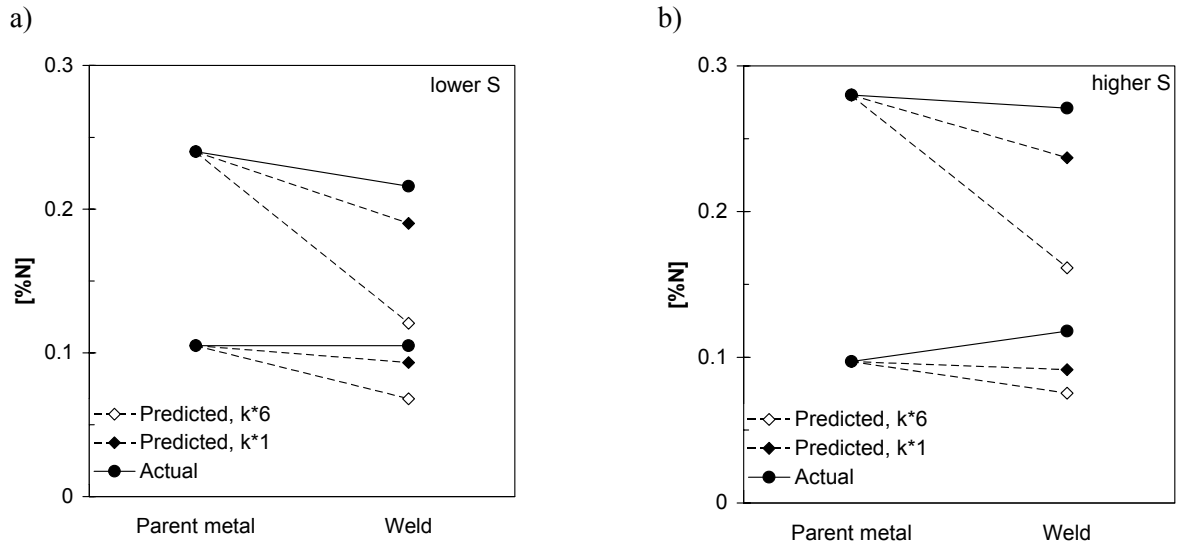 a)
0.3
lower S
0.2
[%N]
0.1
Predicted, k*6
Predicted, k*1
Actual
0
Parent metal Weld
b)
0.3
higher S
0.2
[%N]
0.1
Predicted, k*6
Predicted, k*1
Actual
0
Parent metal Weld